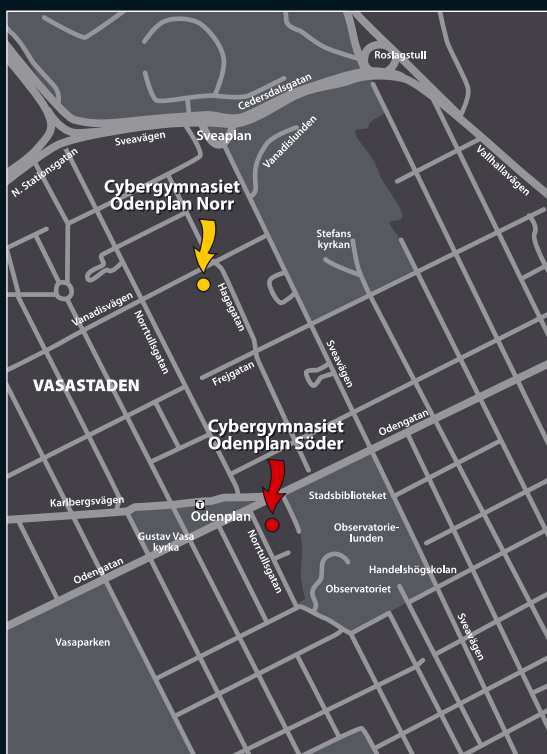 Roslagstull
Cedersdalsgatan
Sveaplan
Sveavägen
Vanadislunden
Vallhallavägen
N. Stationsgatan
Cybergymnasiet
Odenplan Norr
Stefans
kyrkan
Hagagatan
Vanadisvägen
Norrtullsgatan
Sveavägen
Frejgatan
VASASTADEN
Cybergymnasiet
Odenplan Söder
Odengatan
Karlbergsvägen
T
Odenplan
Stadsbiblioteket
Gustav Vasa
kyrka
Observatorie-
lunden
Norrtullsgatan
Odengatan
Handelshögskolan
Observatoriet
Sveavägen
Vasaparken